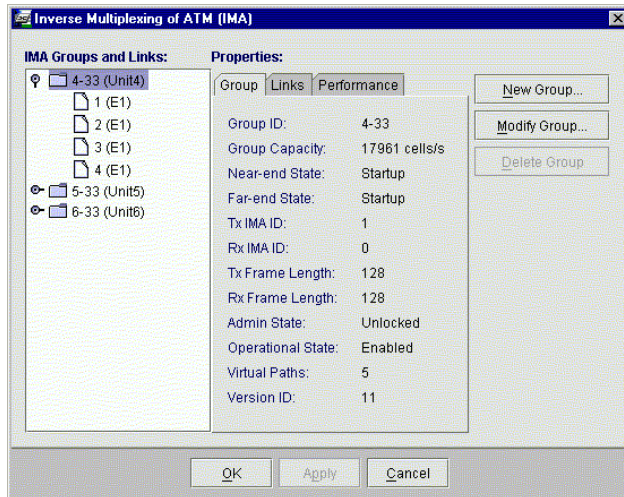 Inverse Multiplexing of ATM (IMA)
IMA Groups and Links:
4-33 (Unit4)
1 (E1)
2 (E1)
3 (E1)
4 (E1)
5-33 (Unit5)
6-33 (Unit6)
Properties:
Group Links Performance
Group ID: 4-33
Group Capacity: 17961 cells/s
Near-end State: Startup
Far-end State: Startup
Tx IMA ID: 1
Rx IMA ID: 0
Tx Frame Length: 128
Rx Frame Length: 128
Admin State: Unlocked
Operational State: Enabled
Virtual Paths: 5
Version ID: 11
New Group...
Modify Group...
Delete Group
OK Apply Cancel